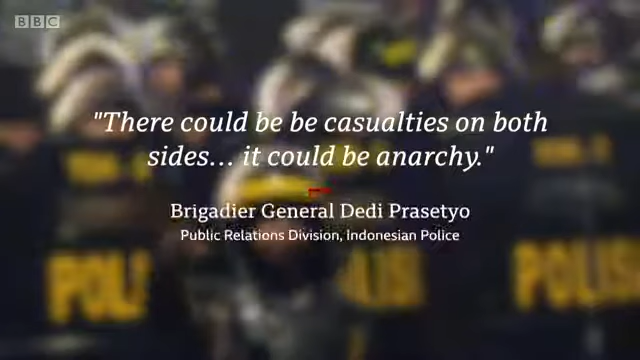 BBC
"There could be be casualties on both
sides... it could be anarchy."
Brigadier General Dedi Prasetyo
Public Relations Division, Indonesian Police
POLIS